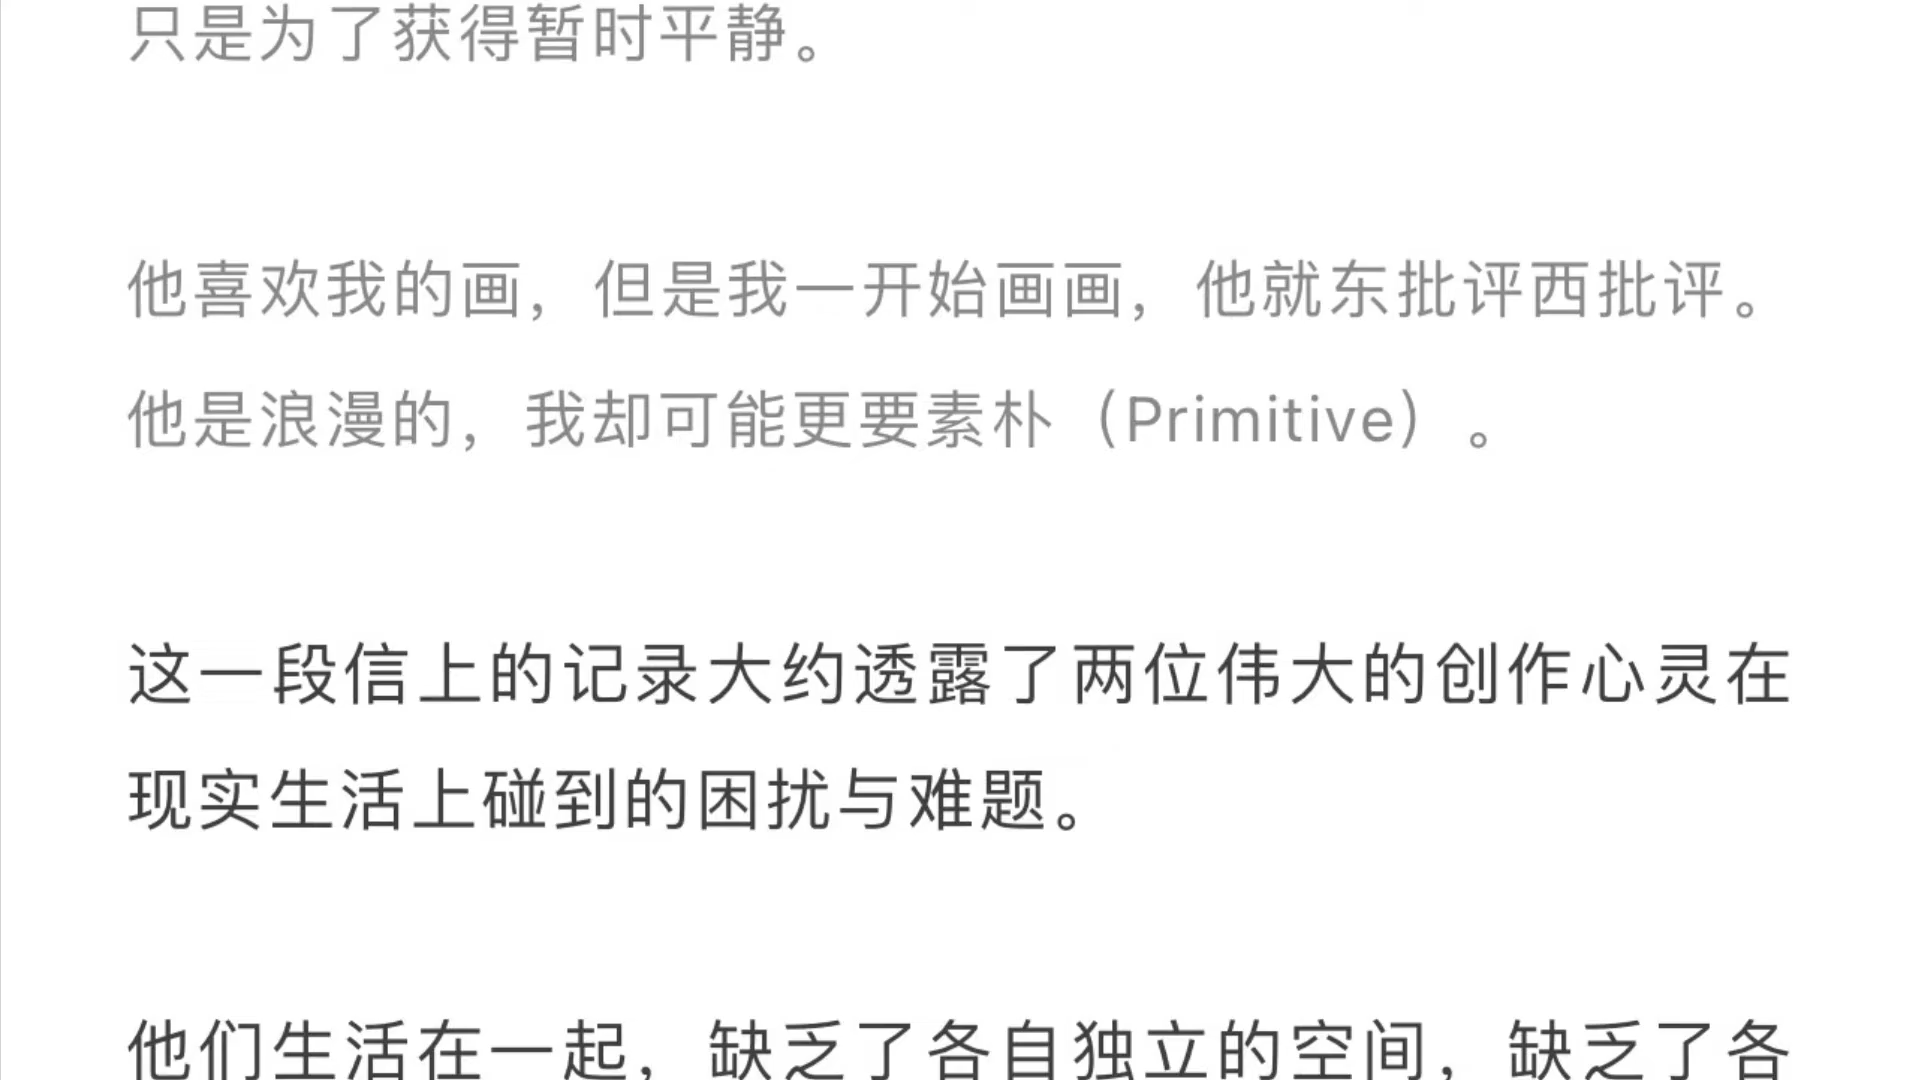 只是为了获得暂时平静。
他喜欢我的画，但是我一开始画画，他就东批评西批评。
他是浪漫的，我却可能更要素朴（Primitive）。
这一段信上的记录大约透露了两位伟大的创作心灵在
现实生活上碰到的困扰与难题。
他们生活在一起，缺乏了各自独立的空间，缺乏了各